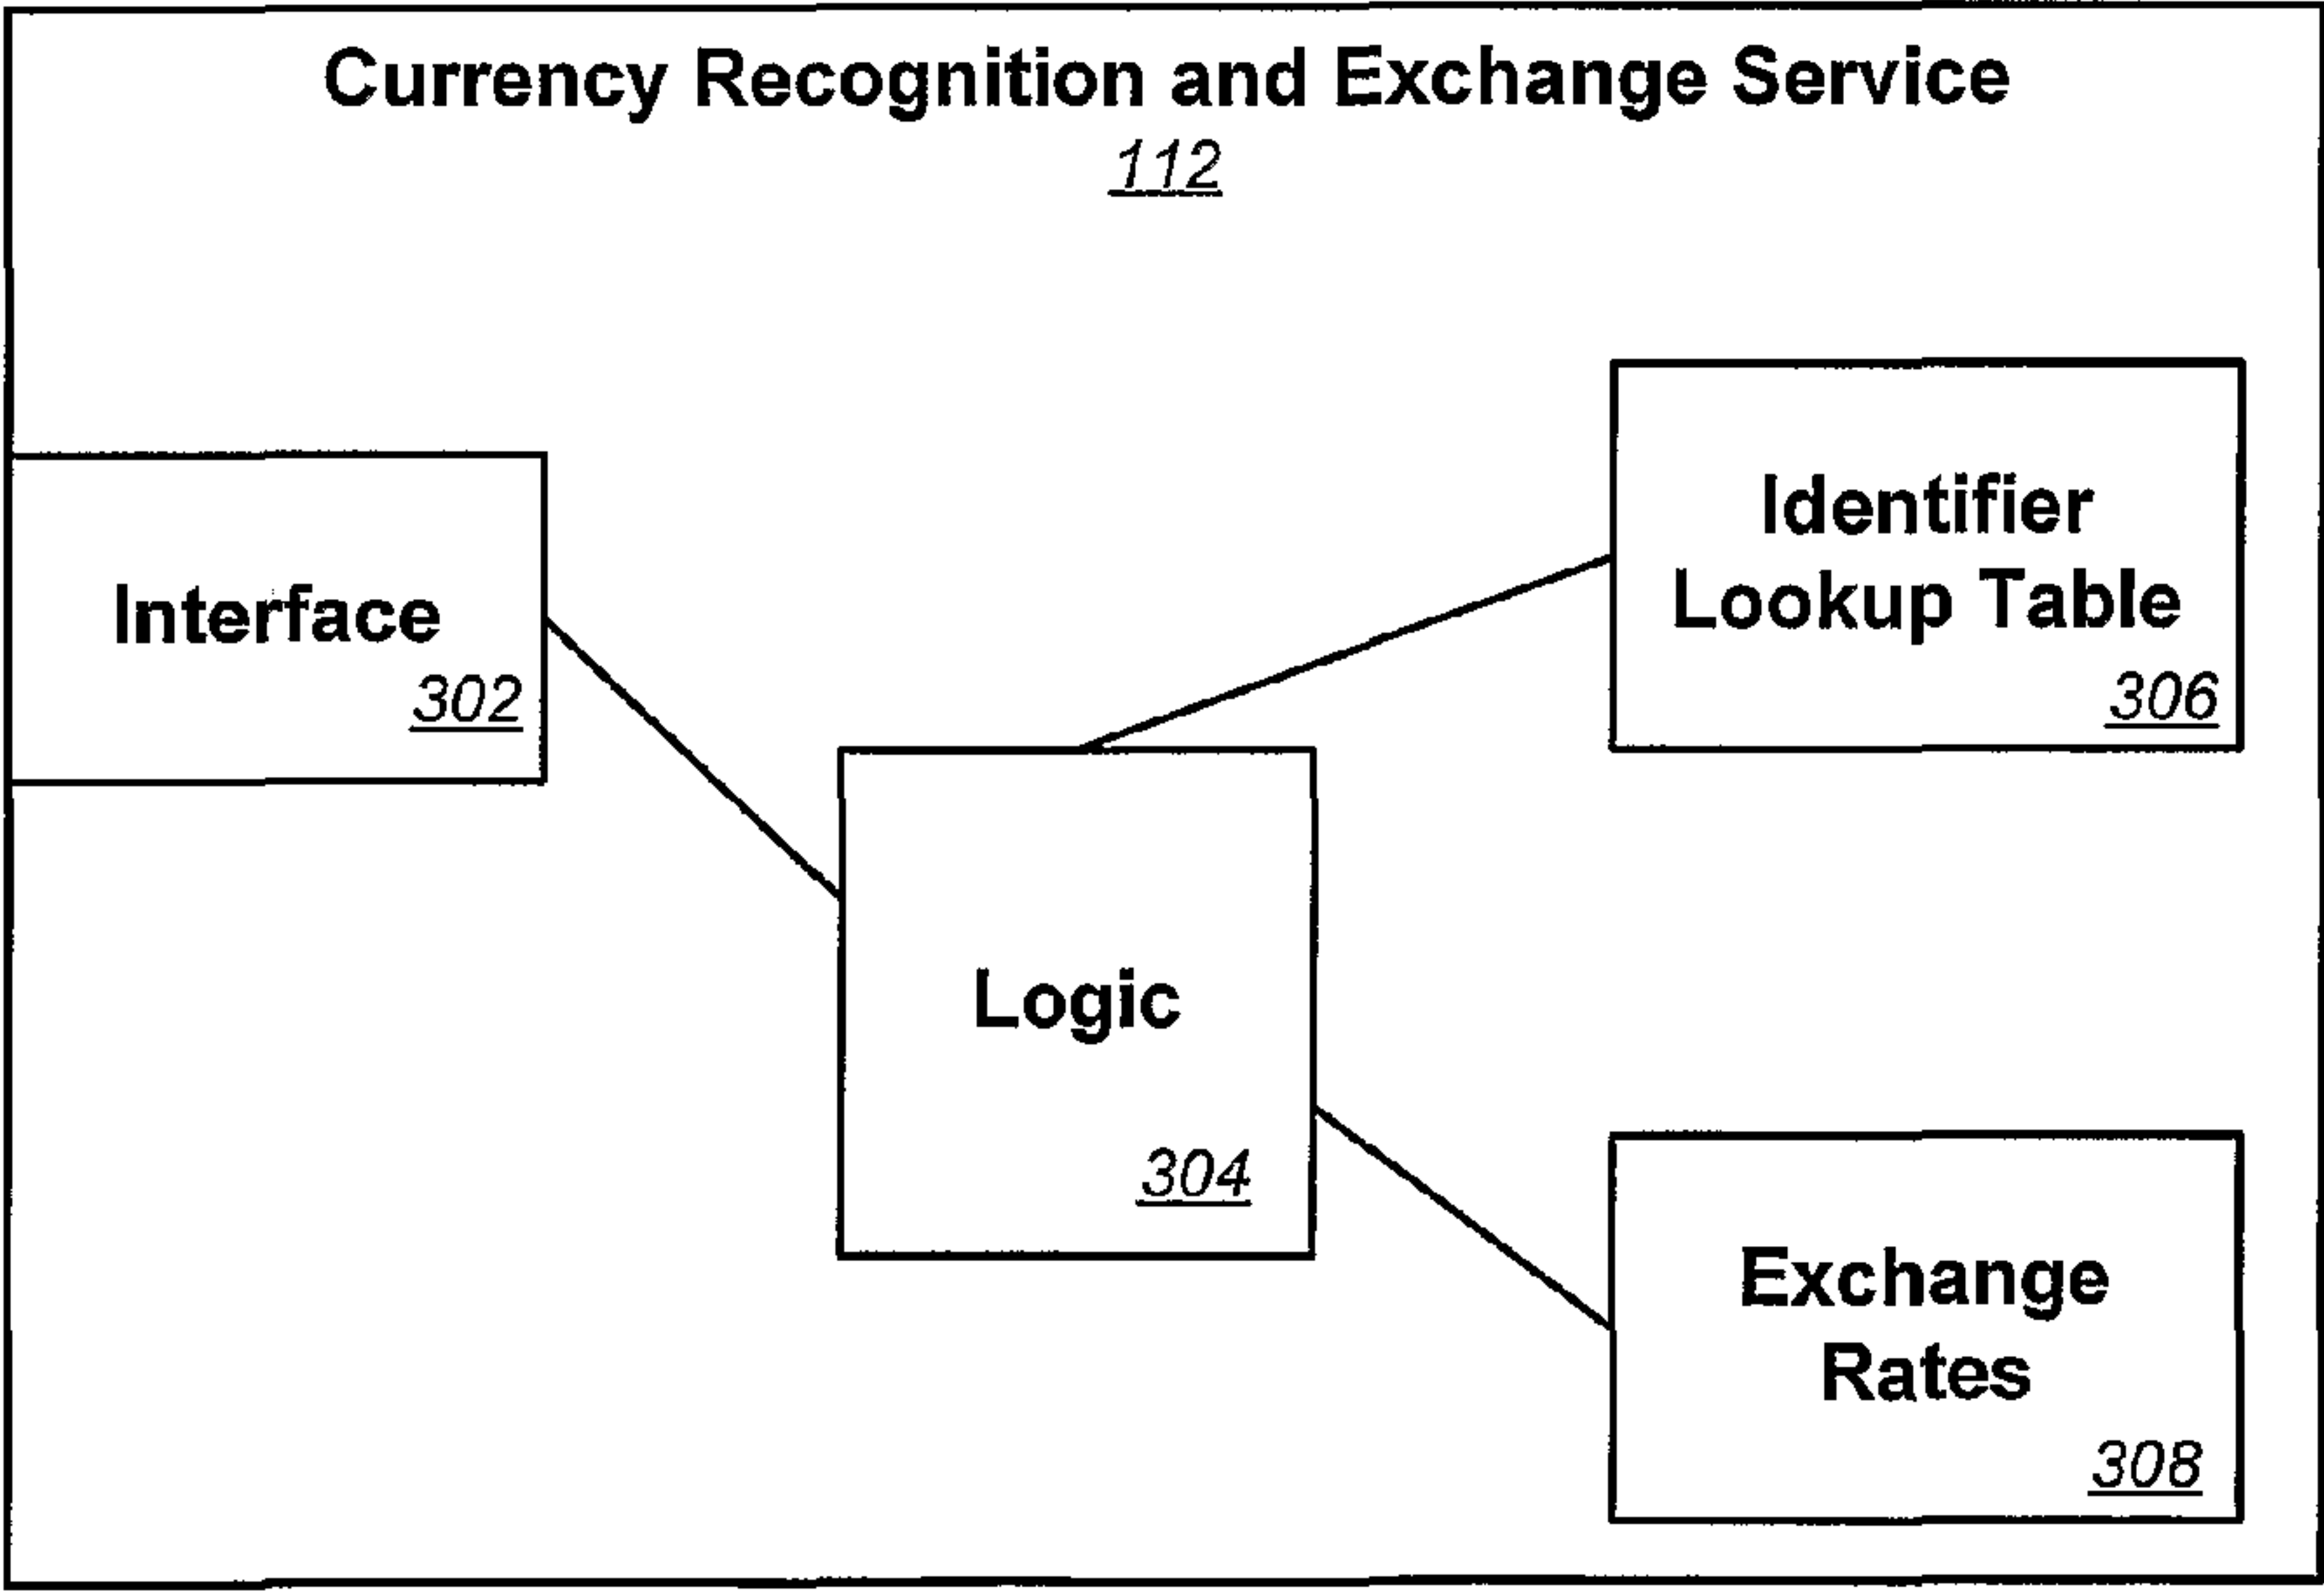 Currency Recognition and Exchange Service
112
Interface
302
Identifier
Lookup Table
306
Logic
304
Exchange
Rates
308